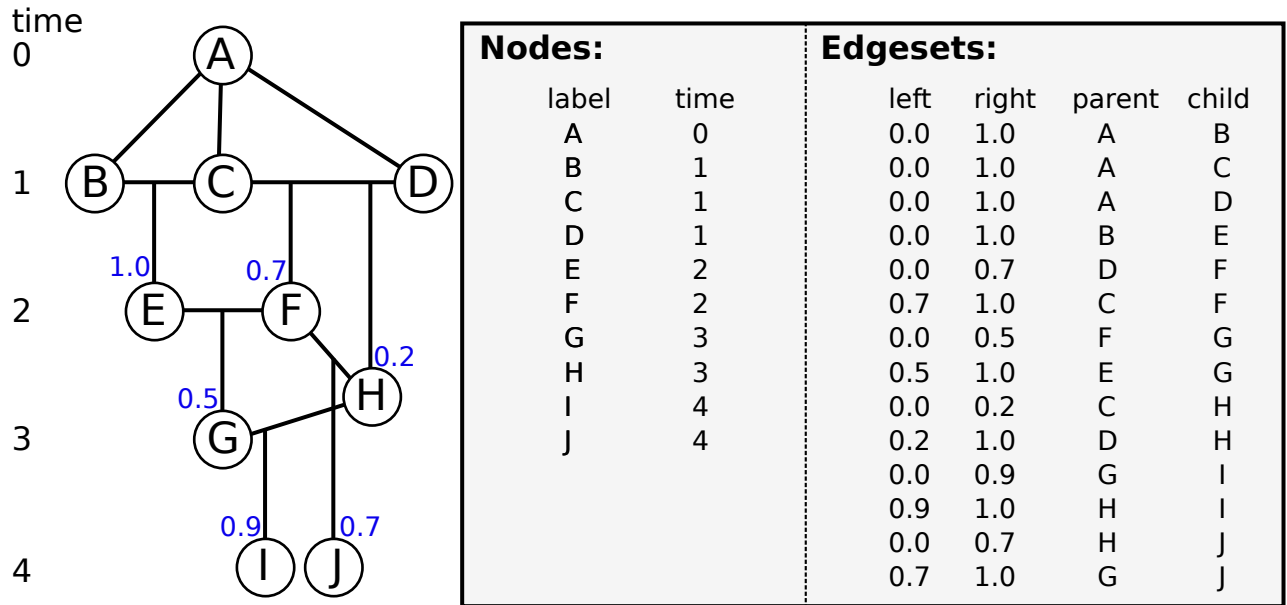 time
0
A
1
B
C
D
1.0
0.7
2
E
F
0.2
0.5
H
3
G
0.9
0.7
4
I
J
Nodes:
label time
A 0
B 1
C 1
D 1
E 2
F 2
G 3
H 3
I 4
J 4
Edgesets:
left right parent child
0.0 1.0 A B
0.0 1.0 A C
0.0 1.0 A D
0.0 1.0 B E
0.0 0.7 D F
0.7 1.0 C F
0.0 0.5 F G
0.5 1.0 E G
0.0 0.2 C H
0.2 1.0 D H
0.0 0.9 G I
0.9 1.0 H I
0.0 0.7 H J
0.7 1.0 G J